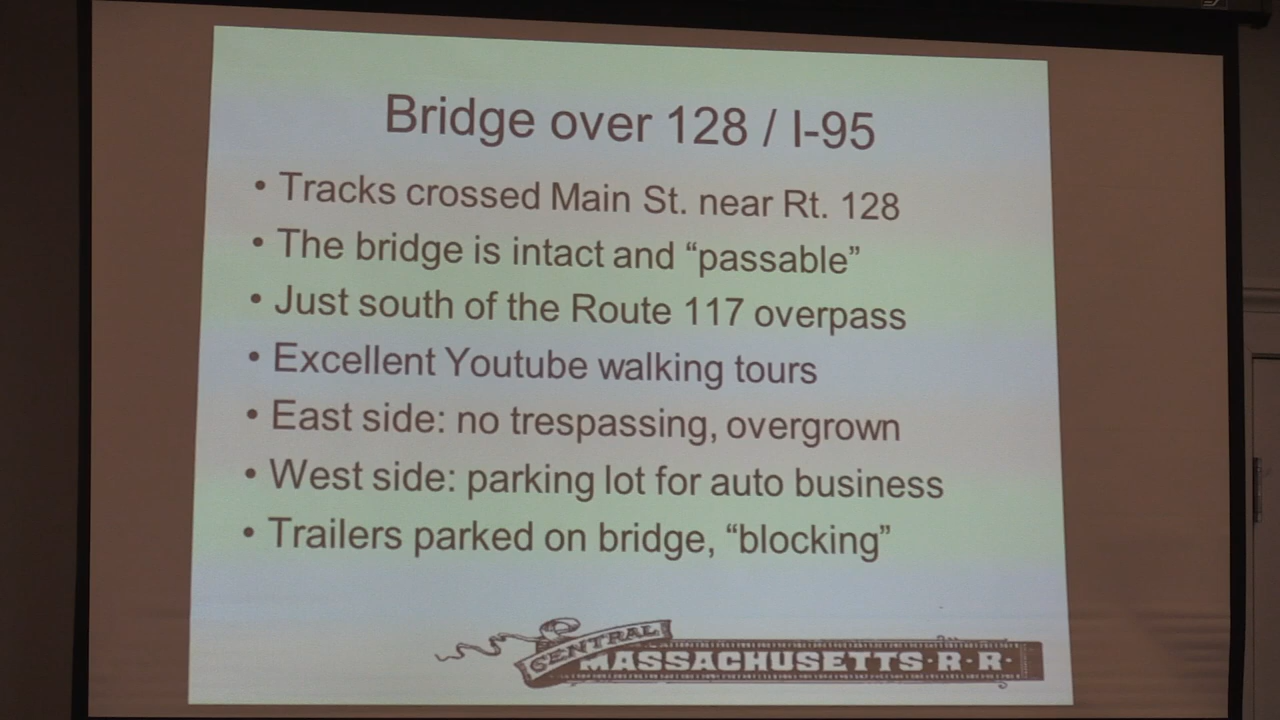 Bridge over 128 / I-95
• Tracks crossed Main St. near Rt. 128
• The bridge is intact and “passable”
• Just south of the Route 117 overpass
• Excellent Youtube walking tours
• East side: no trespassing, overgrown
• West side: parking lot for auto business
• Trailers parked on bridge, “blocking”
CENTRAL
MASSACHUSETTS·R·R·